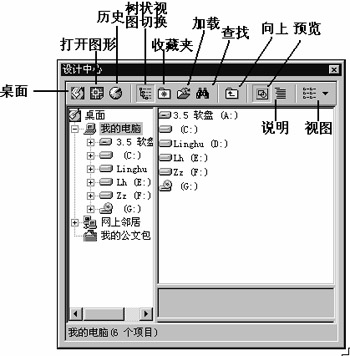 历史
树状视
图切换
加载
查找
向上
预览
打开图形
收藏夹
桌面
设计中心
说明
视图
桌面
我的电脑
3.5 软盘
(C:)
Linghu
Lh (E:)
Zz (F:)
(G:)
网上邻居
我的公文包
3.5 软盘 (A:)
(C:)
Linghu (D:)
Lh (E:)
Zz (F:)
(G:)
我的电脑(6 个项目)